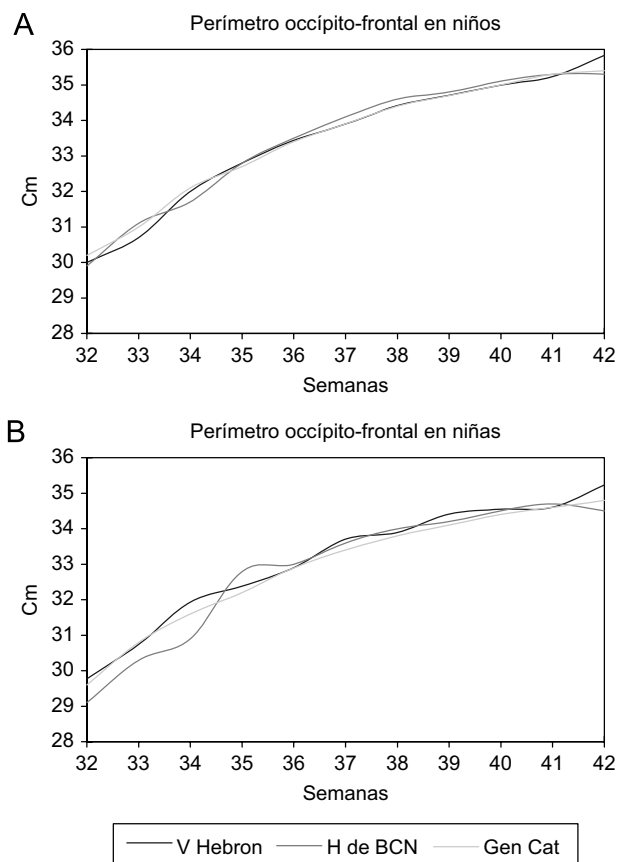 A
Perímetro occípito-frontal en niños
36
35
34
33
32
31
30
29
28
Cm
32 33 34 35 36 37 38 39 40 41 42
Semanas
B
Perímetro occípito-frontal en niñas
36
35
34
33
32
31
30
29
28
Cm
32 33 34 35 36 37 38 39 40 41 42
Semanas
V Hebron H de BCN Gen Cat